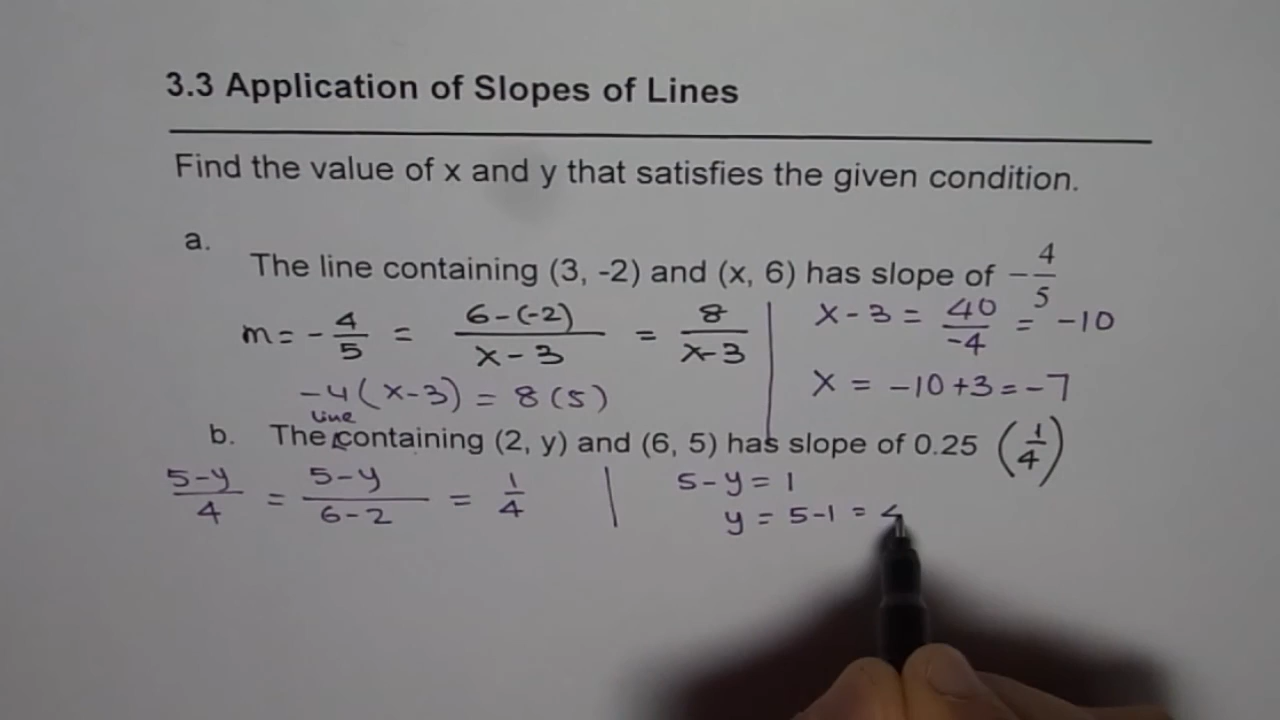 3.3 Application of Slopes of Lines
Find the value of x and y that satisfies the given condition.
a.
The line containing (3, -2) and (x, 6) has slope of -4/5
m = - 4/5 = 6-(-2)/x-3 = 8/x-3
-4(x-3) = 8(5)
x-3 = 40/-4 = -10
x = -10+3 = -7
line
b. The containing (2, y) and (6, 5) has slope of 0.25 (1/4)
5-y/4 = 5-y/6-2 = 1/4
5-y = 1
y = 5-1 = 4